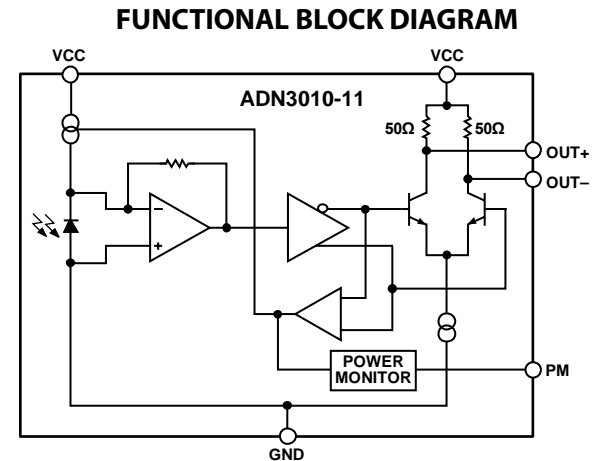 FUNCTIONAL BLOCK DIAGRAM
VCC
VCC
ADN3010-11
50Ω
50Ω
OUT+
OUT–
–
+
POWER
MONITOR
PM
GND